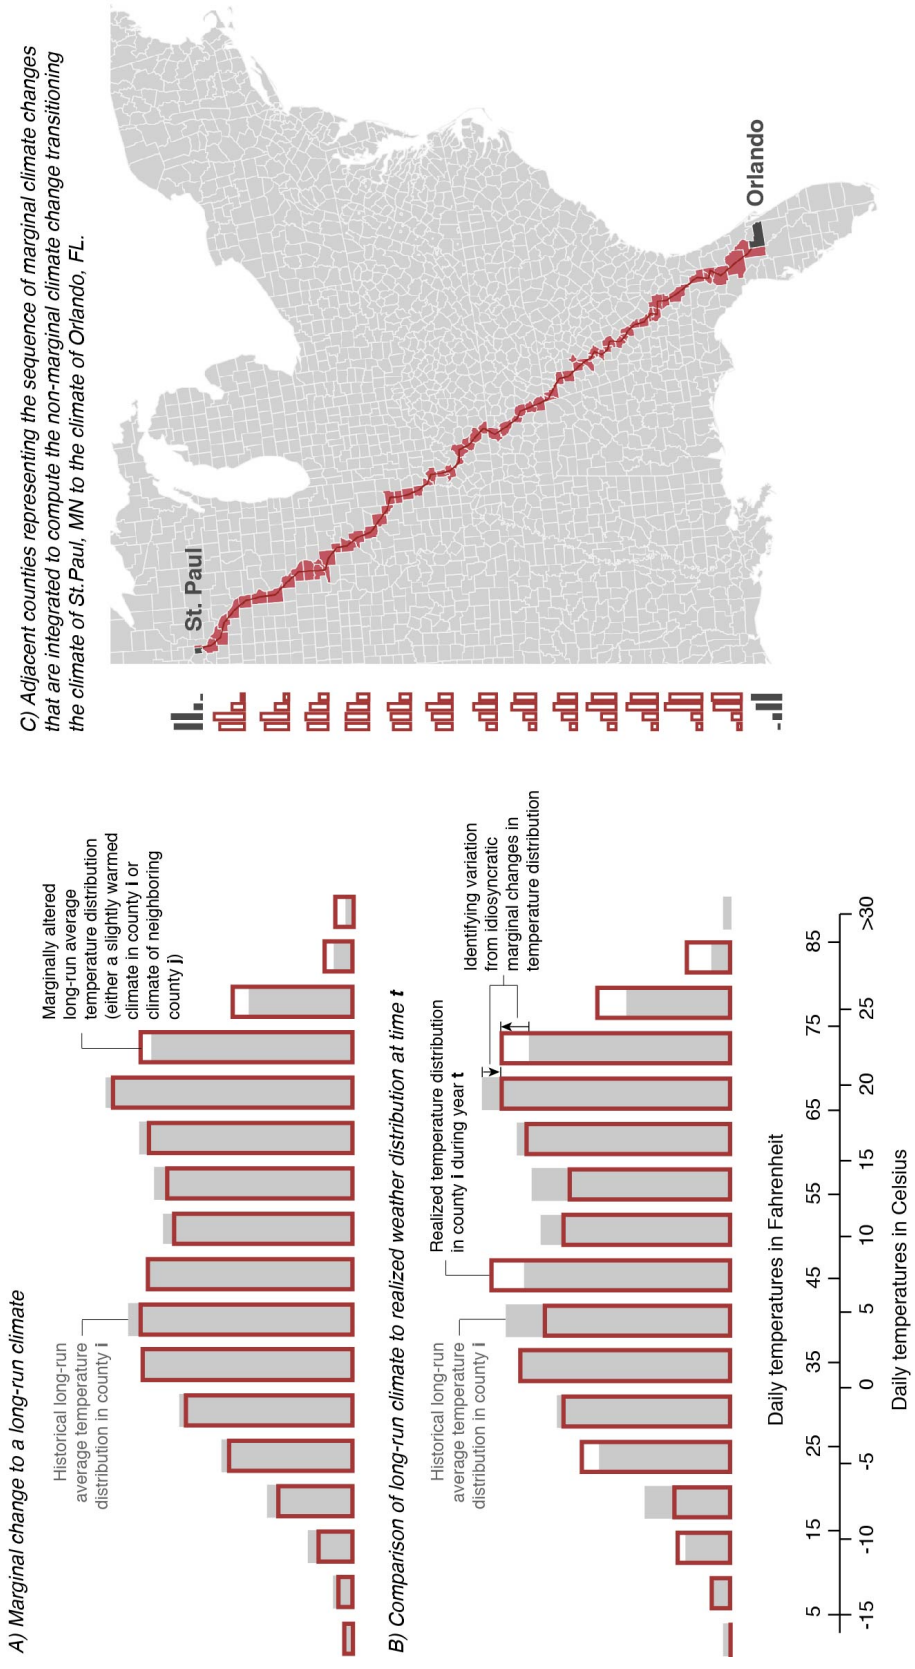 A) Marginal change to a long-run climate
Historical long-run
average temperature
distribution in county i
Marginally altered
long-run average
temperature distribution
(either a slightly warmed
climate in county i or
climate of neighboring
county j)
B) Comparison of long-run climate to realized weather distribution at time t
Historical long-run
average temperature
distribution in county i
Realized temperature distribution
in county i during year t
Identifying variation
from idiosyncratic
marginal changes in
temperature distribution
Daily temperatures in Fahrenheit
5 15 25 35 45 55 65 75 85
-15 -10 -5 0 5 10 15 20 25 >30
Daily temperatures in Celsius
C) Adjacent counties representing the sequence of marginal climate changes
that are integrated to compute the non-marginal climate change transitioning
the climate of St.Paul, MN to the climate of Orlando, FL.
St. Paul
Orlando